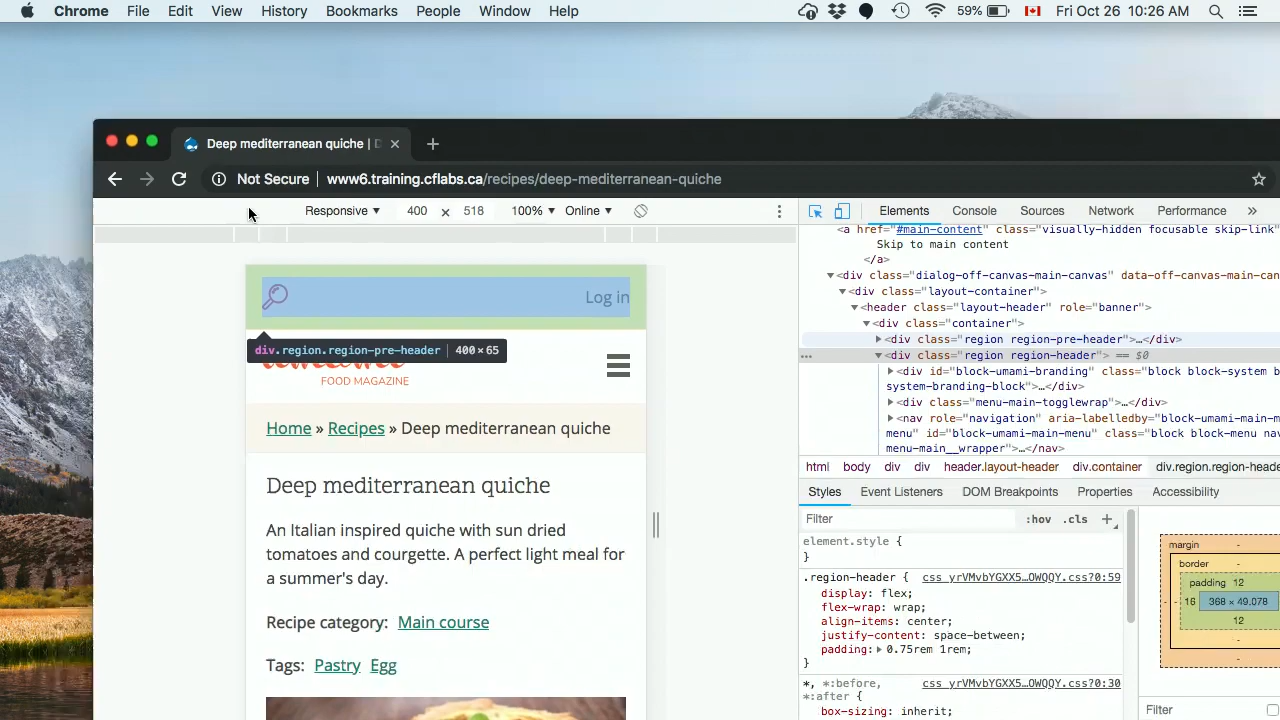 Chrome File Edit View History Bookmarks People Window Help 59% Fri Oct 26 10:26 AM
Deep mediterranean quiche | D
Not Secure www6.training.cflabs.ca/recipes/deep-mediterranean-quiche
Responsive ▾ 400 x 518 100% ▾ Online ▾
Elements Console Sources Network Performance »
Log in
div.region.region-pre-header 400×65
FOOD MAGAZINE
Home » Recipes » Deep mediterranean quiche
Deep mediterranean quiche
An Italian inspired quiche with sun dried
tomatoes and courgette. A perfect light meal for
a summer's day.
Recipe category: Main course
Tags: Pastry Egg
<a href="#main-content" class="visually-hidden focusable skip-link"
Skip to main content
</a>
▼<div class="dialog-off-canvas-main-canvas" data-off-canvas-main-can
▼<div class="layout-container">
▼<header class="layout-header" role="banner">
▼<div class="container">
▶<div class="region region-pre-header">…</div>
… ▼<div class="region region-header"> == $0
▶<div id="block-umami-branding" class="block block-system b
system-branding-block">…</div>
▶<div class="menu-main-togglewrap">…</div>
▶<nav role="navigation" aria-labelledby="block-umami-main-m
menu" id="block-umami-main-menu" class="block block-menu nav
menu-main__wrapper">…</nav>
html body div div header.layout-header div.container div.region.region-heade
Styles Event Listeners DOM Breakpoints Properties Accessibility
Filter :hov .cls +
element.style {
}
.region-header { css_yrVMvbYGXX5…OWQQY.css?0:59
display: flex;
flex-wrap: wrap;
align-items: center;
justify-content: space-between;
padding: ▶ 0.75rem 1rem;
}
*, *:before, css_yrVMvbYGXX5…OWQQY.css?0:30
*:after {
box-sizing: inherit;
margin -
border -
padding 12
- - 16 368 × 49.078
12
-
-
Filter